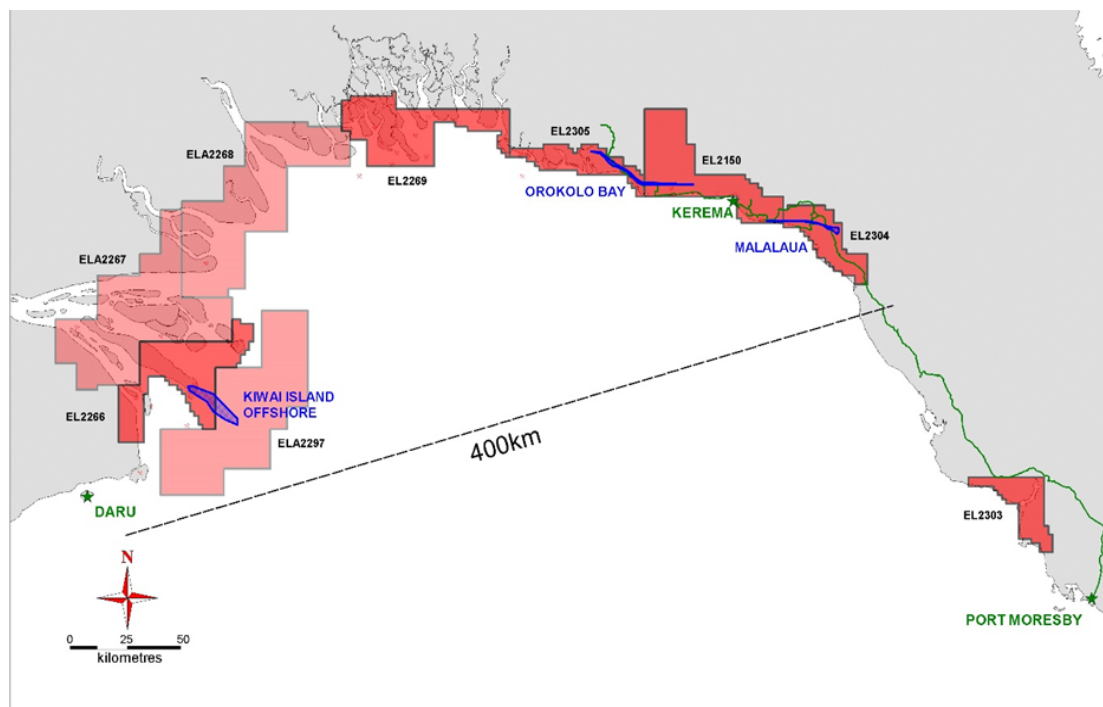 ELA2268
EL2269
EL2305
EL2150
OROKOLO BAY
KEREMA
MALALAUA
EL2304
ELA2267
EL2266
KIWAI ISLAND
OFFSHORE
ELA2297
400km
DARU
EL2303
PORT MORESBY
N
0 25 50
kilometres